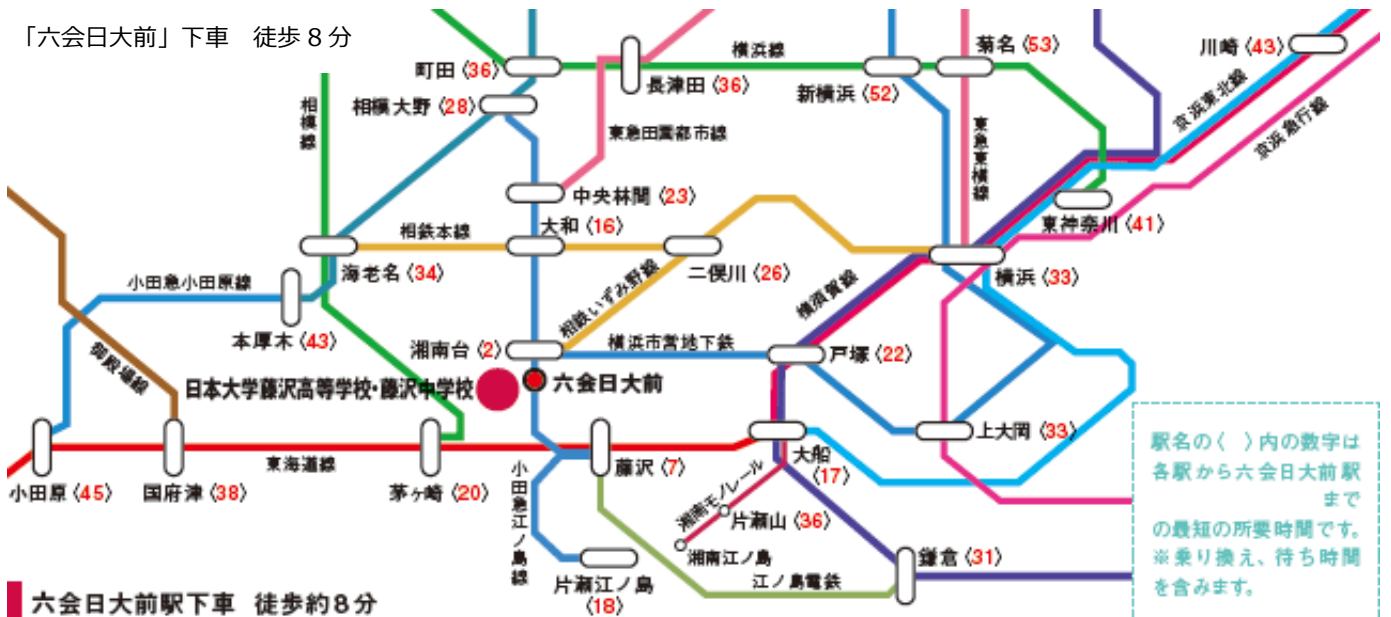 「六会日大前」下車 徒歩8分
町田〈36〉
長津田〈36〉
横浜線
新横浜〈52〉
菊名〈53〉
川崎〈43〉
相模線
相模大野〈28〉
東急田園都市線
東急東横線
京浜東北線
京浜急行線
中央林間〈23〉
東神奈川〈41〉
相鉄本線
大和〈16〉
海老名〈34〉
二俣川〈26〉
横浜〈33〉
小田急小田原線
本厚木〈43〉
相鉄いずみ野線
横須賀線
御殿場線
湘南台〈2〉
横浜市営地下鉄
戸塚〈22〉
日本大学藤沢高等学校・藤沢中学校
六会日大前
上大岡〈33〉
小田原〈45〉
国府津〈38〉
東海道線
茅ヶ崎〈20〉
小田急江ノ島線
藤沢〈7〉
大船
〈17〉
湘南モノレール
片瀬山〈36〉
湘南江ノ島
片瀬江ノ島
〈18〉
江ノ島電鉄
鎌倉〈31〉
駅名の〈 〉内の数字は
各駅から六会日大前駅
まで
の最短の所要時間です。
※乗り換え、待ち時間
を含みます。
六会日大前駅下車 徒歩約8分